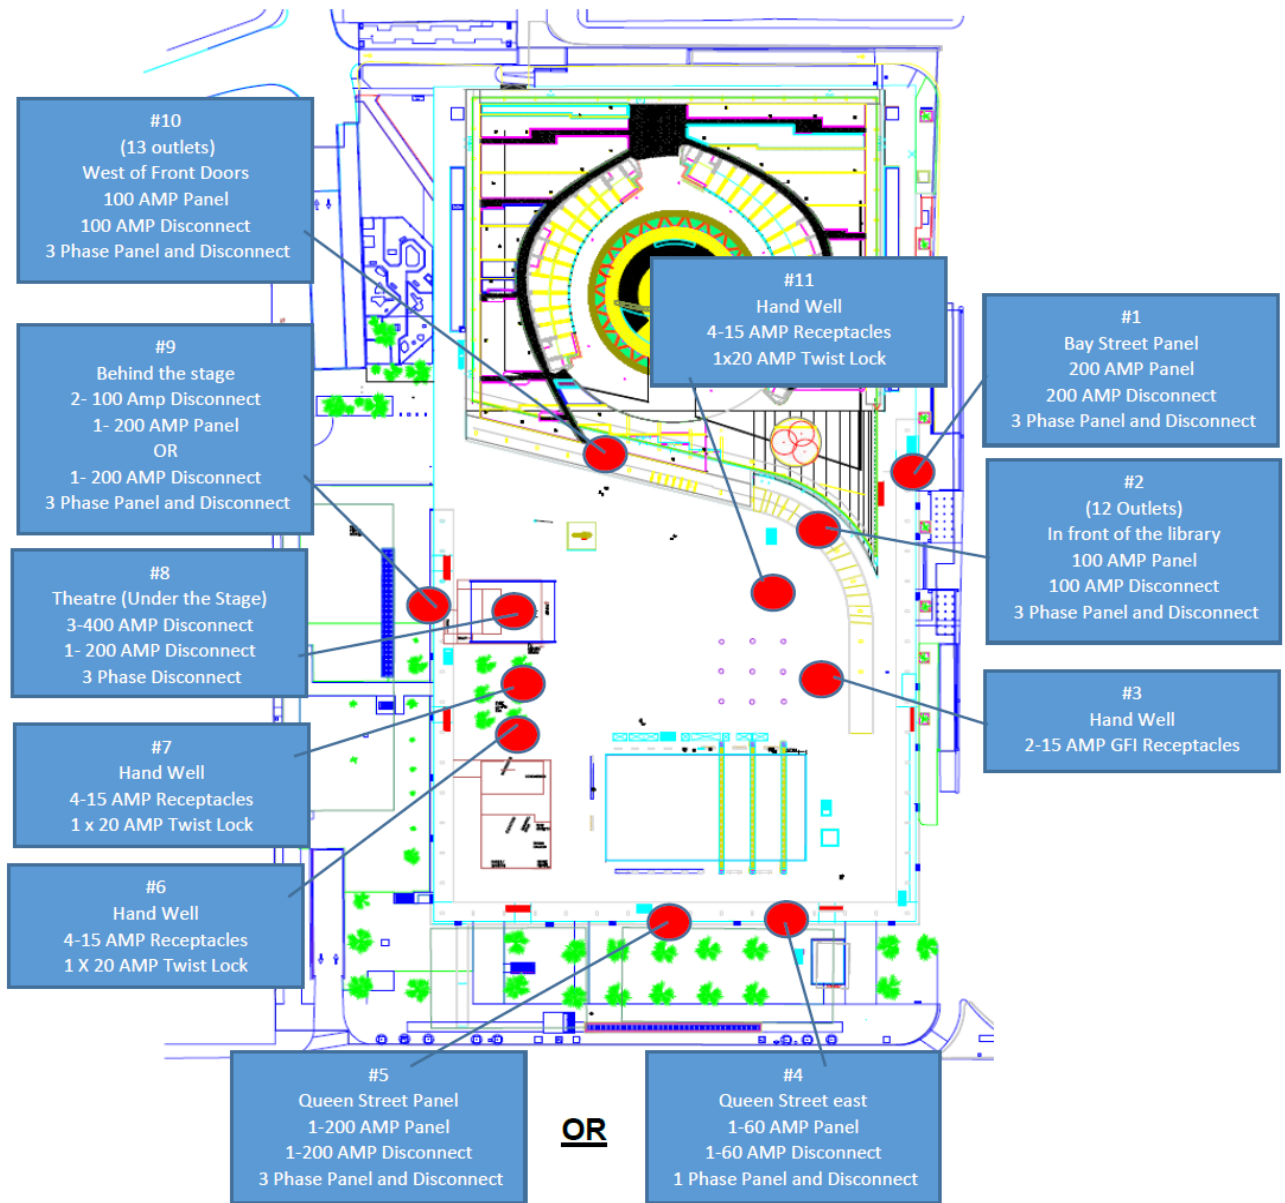 #10
(13 outlets)
West of Front Doors
100 AMP Panel
100 AMP Disconnect
3 Phase Panel and Disconnect
#11
Hand Well
4-15 AMP Receptacles
1x20 AMP Twist Lock
#1
Bay Street Panel
200 AMP Panel
200 AMP Disconnect
3 Phase Panel and Disconnect
#9
Behind the stage
2- 100 Amp Disconnect
1- 200 AMP Panel
OR
1- 200 AMP Disconnect
3 Phase Panel and Disconnect
#2
(12 Outlets)
In front of the library
100 AMP Panel
100 AMP Disconnect
3 Phase Panel and Disconnect
#8
Theatre (Under the Stage)
3-400 AMP Disconnect
1- 200 AMP Disconnect
3 Phase Disconnect
#3
Hand Well
2-15 AMP GFI Receptacles
#7
Hand Well
4-15 AMP Receptacles
1 x 20 AMP Twist Lock
#6
Hand Well
4-15 AMP Receptacles
1 X 20 AMP Twist Lock
#5
Queen Street Panel
1-200 AMP Panel
1-200 AMP Disconnect
3 Phase Panel and Disconnect
OR
#4
Queen Street east
1-60 AMP Panel
1-60 AMP Disconnect
1 Phase Panel and Disconnect